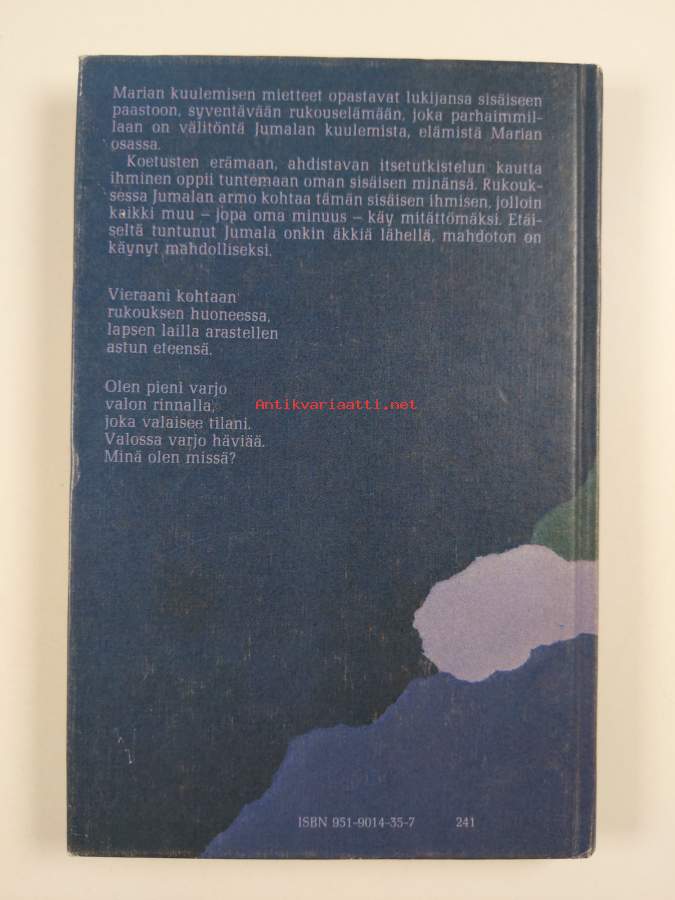 Marian kuulemisen mietteet opastavat lukijansa sisäiseen
paastoon, syventävään rukouselämään, joka parhaimmil-
laan on välitöntä Jumalan kuulemista, elämistä Marian
osassa.
Koetusten erämaan, ahdistavan itsetutkistelun kautta
ihminen oppii tuntemaan oman sisäisen minänsä. Rukouk-
sessa Jumalan armo kohtaa tämän sisäisen ihmisen, jolloin
kaikki muu – jopa oma minuus – käy mitättömäksi. Etäi-
seltä tuntunut Jumala onkin äkkiä lähellä, mahdoton on
käynyt mahdolliseksi.
Vieraani kohtaan
rukouksen huoneessa,
lapsen lailla arastellen
astun eteensä.
Olen pieni varjo
valon rinnalla,
joka valaisee tilani.
Valossa varjo häviää.
Minä olen missä?
Antikvariaatti.net
ISBN 951-9014-35-7 241